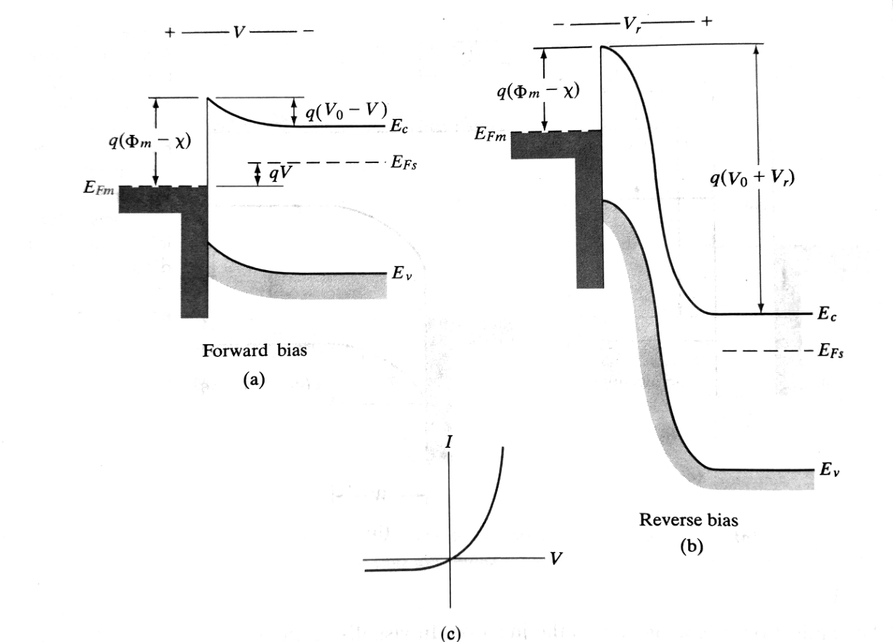 + — V — −
q(Φm − χ)
q(V₀ − V)
Ec
EFs
qV
EFm
Ev
Forward bias
(a)
− — Vr — +
q(Φm − χ)
EFm
q(V₀ + Vr)
Ec
EFs
Ev
Reverse bias
(b)
I
V
(c)